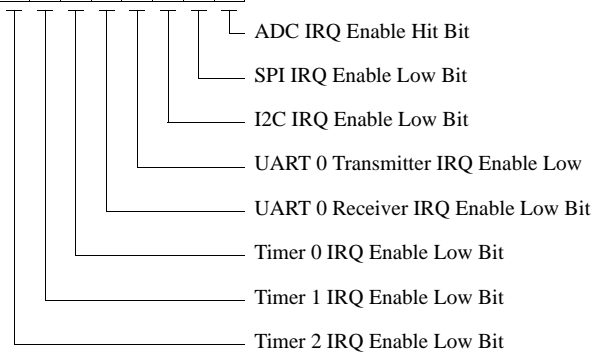 ADC IRQ Enable Hit Bit
SPI IRQ Enable Low Bit
I2C IRQ Enable Low Bit
UART 0 Transmitter IRQ Enable Low
UART 0 Receiver IRQ Enable Low Bit
Timer 0 IRQ Enable Low Bit
Timer 1 IRQ Enable Low Bit
Timer 2 IRQ Enable Low Bit